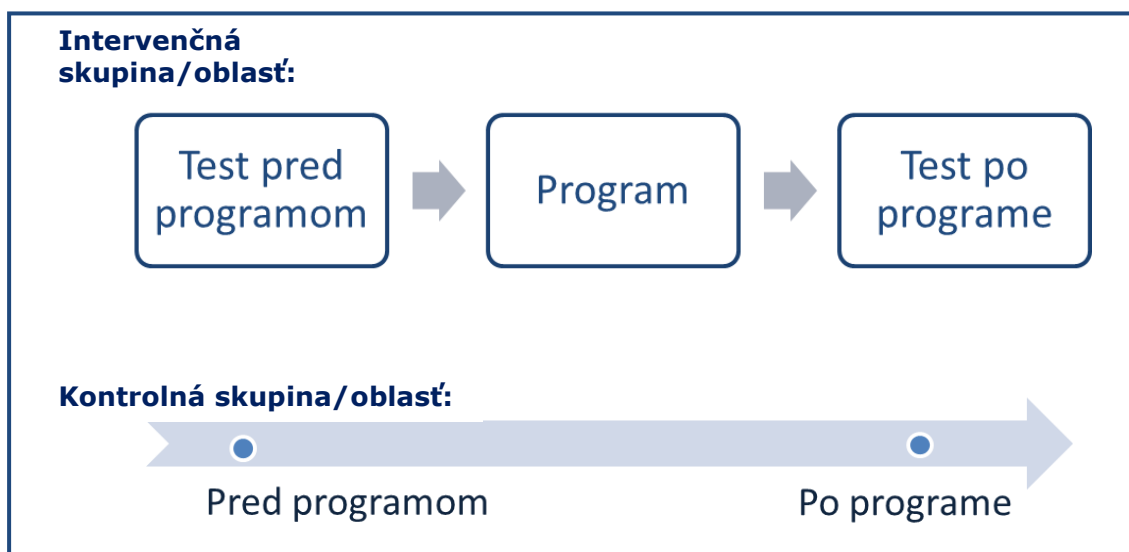 Intervenčná
skupina/oblasť:
Test pred
programom
Program
Test po
programe
Kontrolná skupina/oblasť:
Pred programom
Po programe